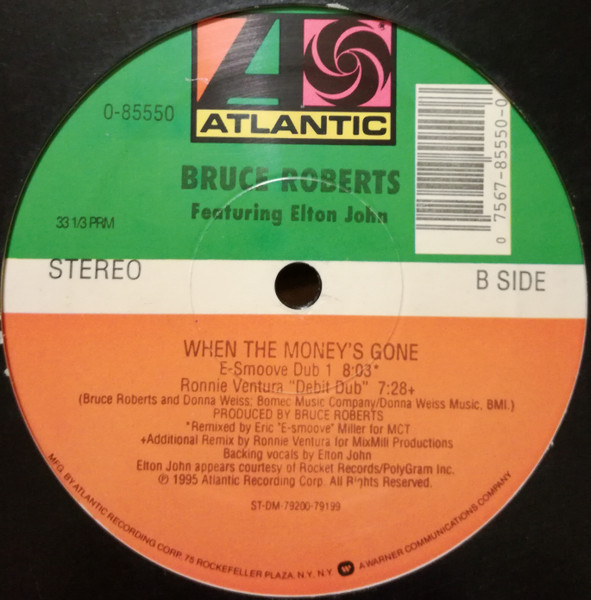 0-85550
ATLANTIC
BRUCE ROBERTS
Featuring Elton John
33 1/3 PRM
0 7567-85550-0
STEREO
B SIDE
WHEN THE MONEY'S GONE
E-Smoove Dub 1 8:03*
Ronnie Ventura "Debit Dub" 7:28+
(Bruce Roberts and Donna Weiss; Bomec Music Company/Donna Weiss Music, BMI.)
PRODUCED BY BRUCE ROBERTS
*Remixed by Eric "E-smoove" Miller for MCT
+Additional Remix by Ronnie Ventura for MixMill Productions
Backing vocals by Elton John
Elton John appears courtesy of Rocket Records/PolyGram Inc.
℗ 1995 Atlantic Recording Corp. All Rights Reserved.
ST-DM-79200-79199
MFG. BY ATLANTIC RECORDING CORP. 75 ROCKEFELLER PLAZA, N.Y. N.Y. W A WARNER COMMUNICATIONS COMPANY